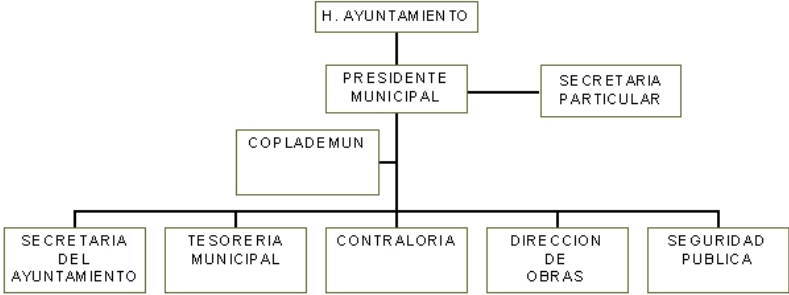 H. AYUNTAMIENTO
PRESIDENTE
MUNICIPAL
SECRETARIA
PARTICULAR
COPLADEMUN
SECRETARIA
DEL
AYUNTAMIENTO
TESORERIA
MUNICIPAL
CONTRALORIA
DIRECCION
DE
OBRAS
SEGURIDAD
PUBLICA